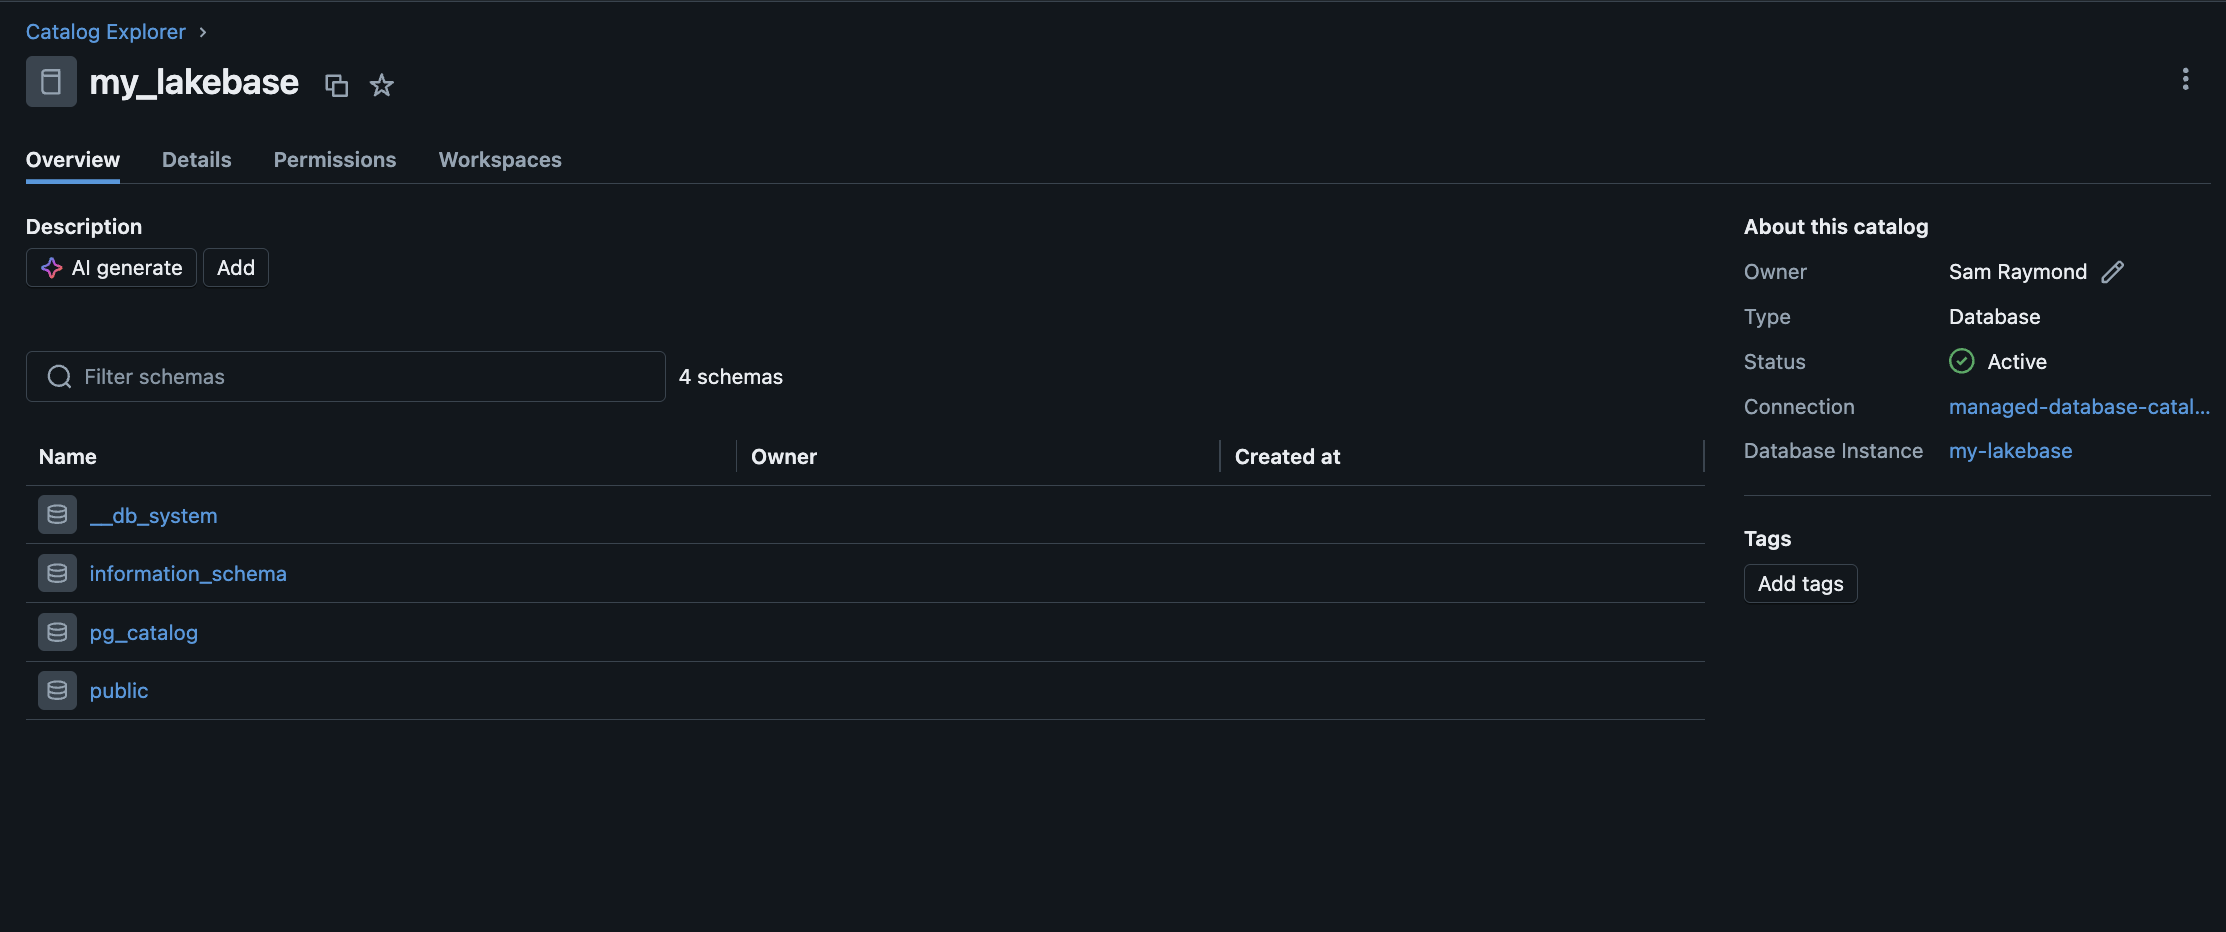 Catalog Explorer >
my_lakebase
Overview Details Permissions Workspaces
Description
AI generate Add
Filter schemas 4 schemas
Name Owner Created at
__db_system
information_schema
pg_catalog
public
About this catalog
Owner Sam Raymond
Type Database
Status Active
Connection managed-database-catal...
Database Instance my-lakebase
Tags
Add tags